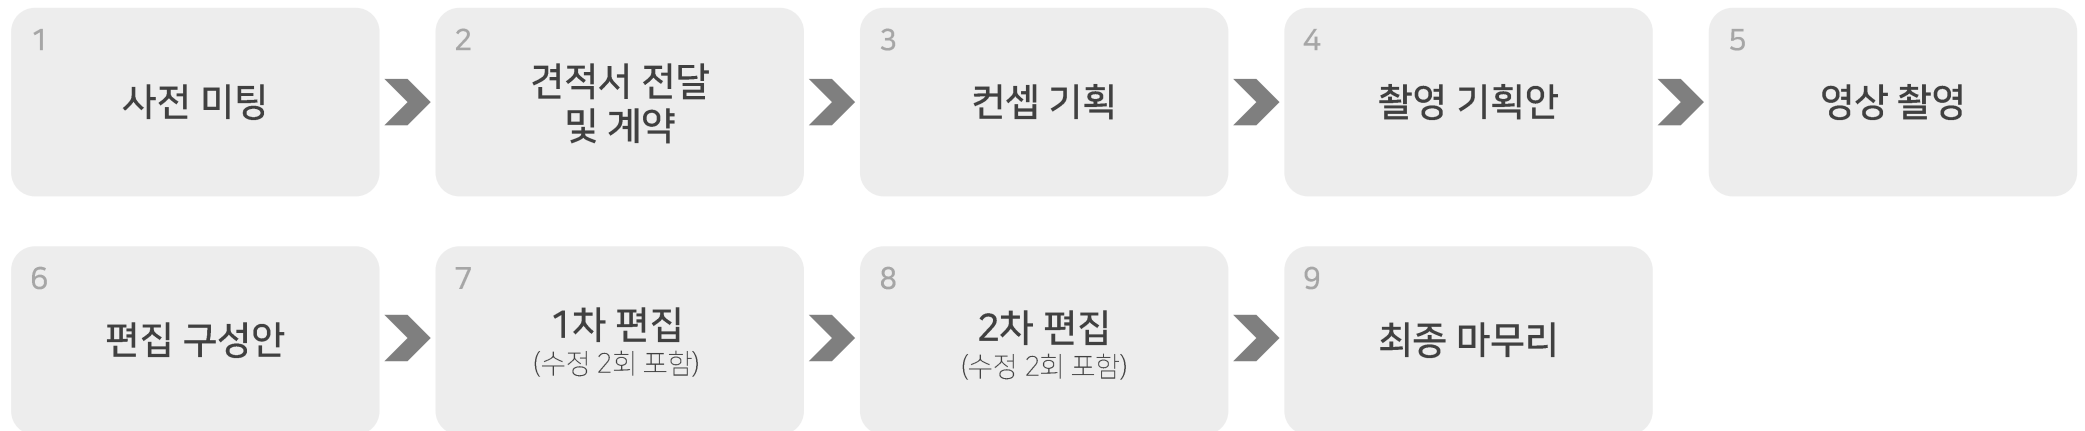 1
사전 미팅
2
견적서 전달
및 계약
3
컨셉 기획
4
촬영 기획안
5
영상 촬영
6
편집 구성안
7
1차 편집
(수정 2회 포함)
8
2차 편집
(수정 2회 포함)
9
최종 마무리